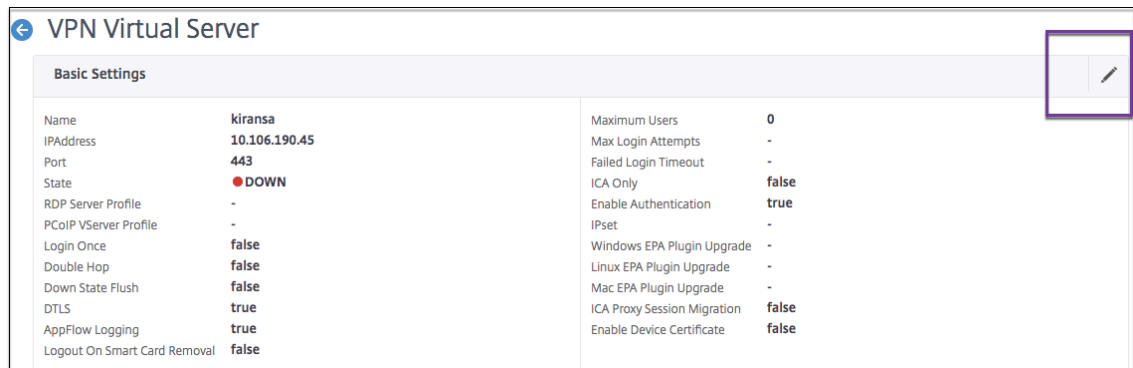 VPN Virtual Server
Basic Settings
Name kiransa
IPAddress 10.106.190.45
Port 443
State DOWN
RDP Server Profile -
PCoIP VServer Profile -
Login Once false
Double Hop false
Down State Flush false
DTLS true
AppFlow Logging true
Logout On Smart Card Removal false
Maximum Users 0
Max Login Attempts -
Failed Login Timeout -
ICA Only false
Enable Authentication true
IPset -
Windows EPA Plugin Upgrade -
Linux EPA Plugin Upgrade -
Mac EPA Plugin Upgrade -
ICA Proxy Session Migration false
Enable Device Certificate false